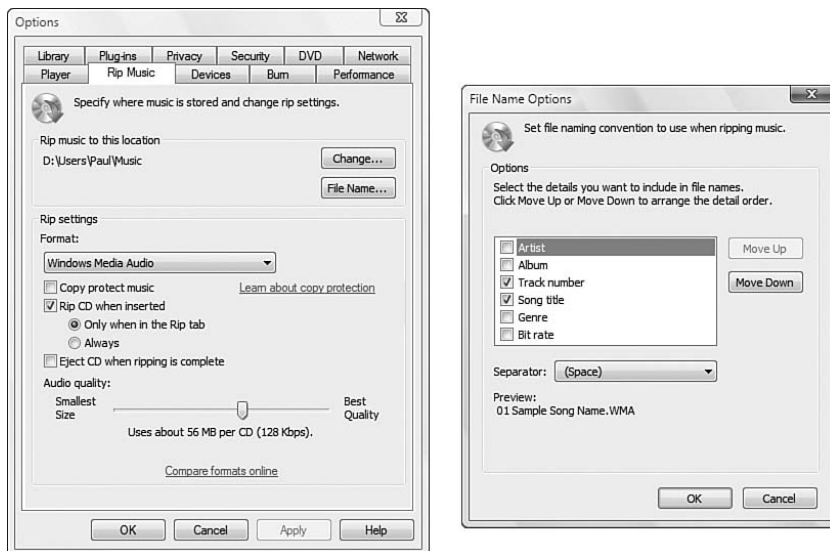 Options
Library Plug-ins Privacy Security DVD Network
Player Rip Music Devices Burn Performance
Specify where music is stored and change rip settings.
Rip music to this location
D:\Users\Paul\Music
Change...
File Name...
Rip settings
Format:
Windows Media Audio
Copy protect music Learn about copy protection
Rip CD when inserted
Only when in the Rip tab
Always
Eject CD when ripping is complete
Audio quality:
Smallest Size
Best Quality
Uses about 56 MB per CD (128 Kbps).
Compare formats online
OK Cancel Apply Help
File Name Options
Set file naming convention to use when ripping music.
Options
Select the details you want to include in file names.
Click Move Up or Move Down to arrange the detail order.
Artist
Album
Track number
Song title
Genre
Bit rate
Move Up
Move Down
Separator: (Space)
Preview:
01 Sample Song Name.WMA
OK Cancel